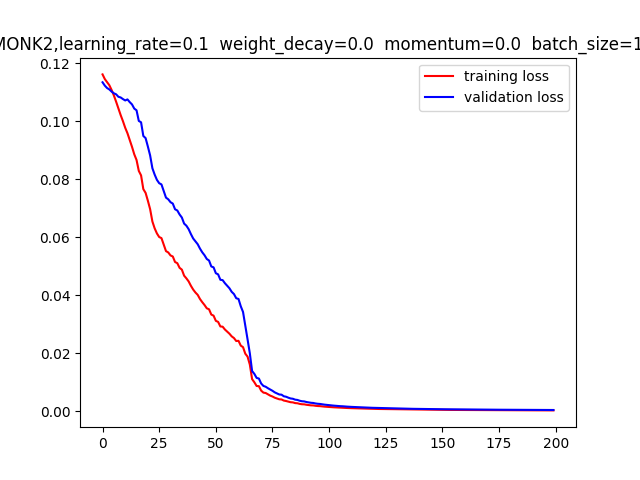 MONK2,learning_rate=0.1  weight_decay=0.0  momentum=0.0  batch_size=1
training loss
validation loss
0.12
0.10
0.08
0.06
0.04
0.02
0.00
0 25 50 75 100 125 150 175 200